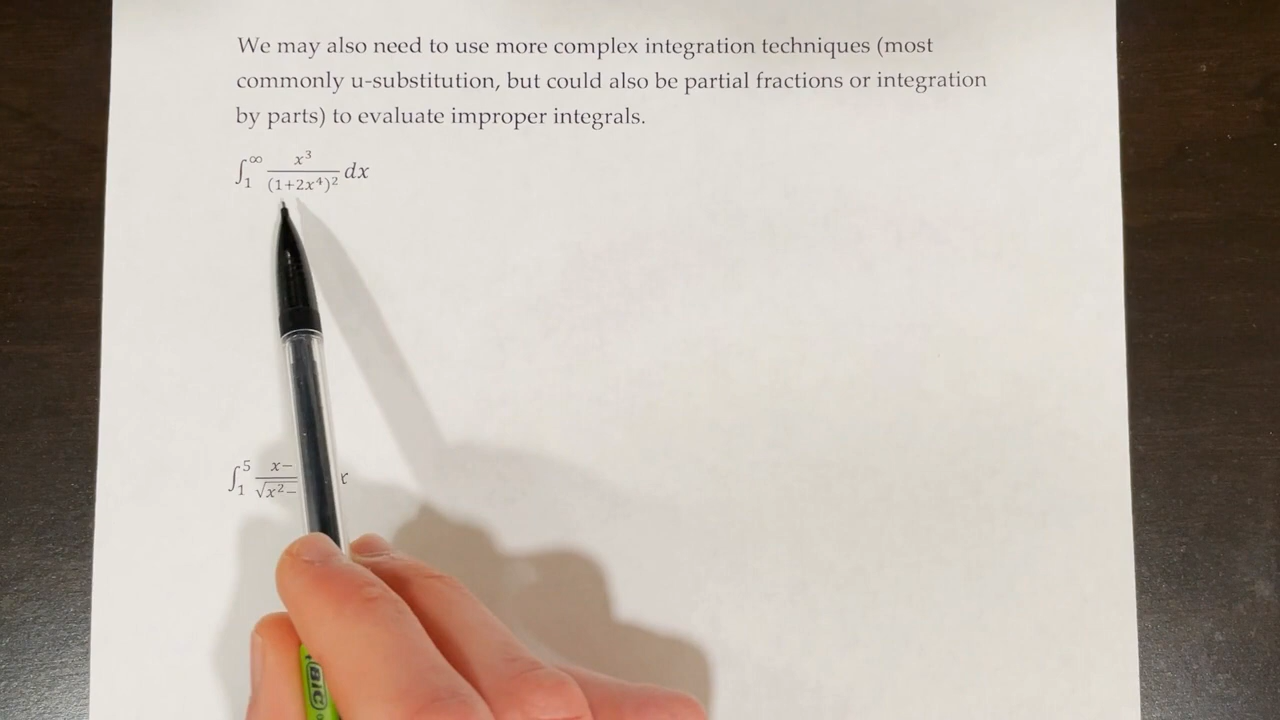 We may also need to use more complex integration techniques (most
commonly u-substitution, but could also be partial fractions or integration
by parts) to evaluate improper integrals.
∫₁^∞ x³/(1+2x⁴)² dx
∫₁⁵ x−/√x²−
BIC